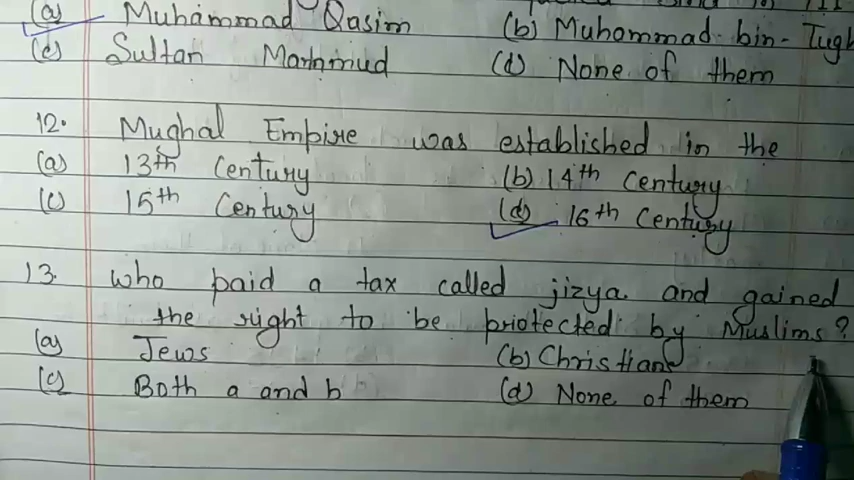 (a) Muhammad Qasim (b) Muhammad bin-
(c) Sultan Mahmud (d) None of them
12. Mughal Empire was established in the
(a) 13th Century (b) 14th Century
(c) 15th Century (d) 16th Century
13. who paid a tax called jizya and gained
the right to be protected by Muslims?
(a) Jews (b) Christians
(c) Both a and b (d) None of them